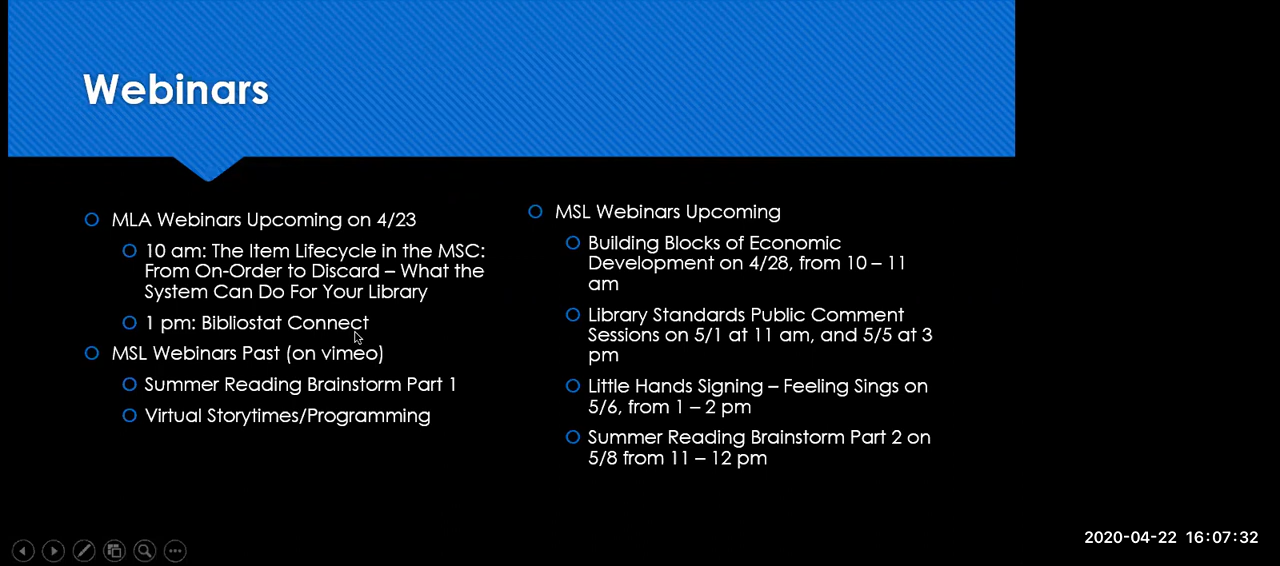 Webinars
MLA Webinars Upcoming on 4/23
10 am: The Item Lifecycle in the MSC:
From On-Order to Discard – What the
System Can Do For Your Library
1 pm: Bibliostat Connect
MSL Webinars Past (on vimeo)
Summer Reading Brainstorm Part 1
Virtual Storytimes/Programming
MSL Webinars Upcoming
Building Blocks of Economic
Development on 4/28, from 10 – 11
am
Library Standards Public Comment
Sessions on 5/1 at 11 am, and 5/5 at 3
pm
Little Hands Signing – Feeling Sings on
5/6, from 1 – 2 pm
Summer Reading Brainstorm Part 2 on
5/8 from 11 – 12 pm
2020-04-22 16:07:32